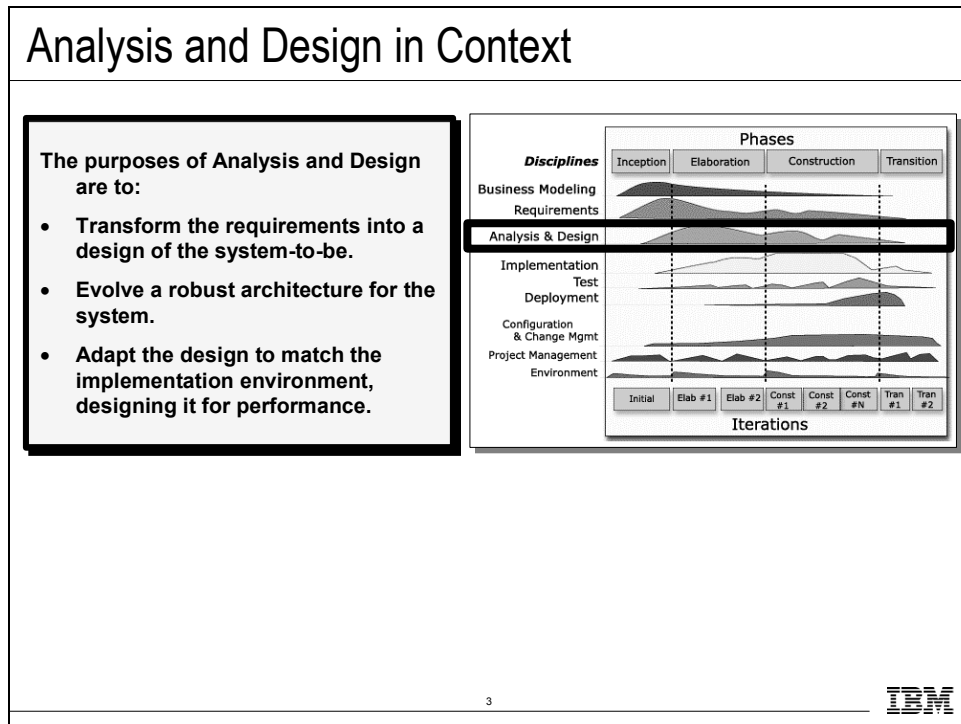 Analysis and Design in Context
The purposes of Analysis and Design
are to:
• Transform the requirements into a
design of the system-to-be.
• Evolve a robust architecture for the
system.
• Adapt the design to match the
implementation environment,
designing it for performance.
Phases
Disciplines
Inception
Elaboration
Construction
Transition
Business Modeling
Requirements
Analysis & Design
Implementation
Test
Deployment
Configuration
& Change Mgmt
Project Management
Environment
Initial
Elab #1
Elab #2
Const
#1
Const
#2
Const
#N
Tran
#1
Tran
#2
Iterations
3
IBM